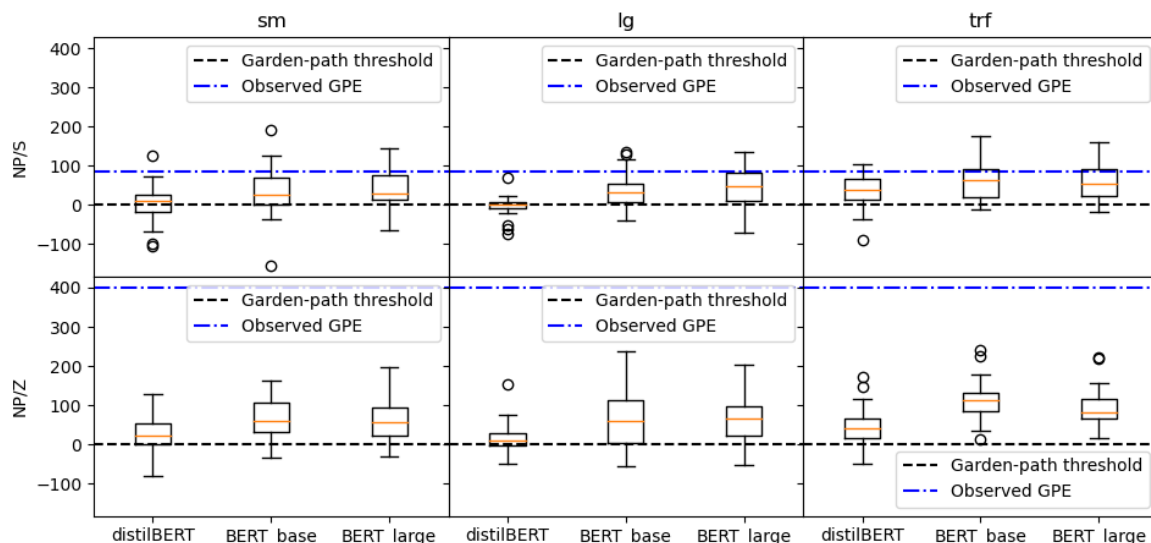 sm lg trf
400
300
200
100
0
−100
NP/S
Garden-path threshold
Observed GPE
Garden-path threshold
Observed GPE
Garden-path threshold
Observed GPE
400
300
200
100
0
−100
NP/Z
Garden-path threshold
Observed GPE
Garden-path threshold
Observed GPE
Garden-path threshold
Observed GPE
distilBERT BERT_base BERT_large distilBERT BERT_base BERT_large distilBERT BERT_base BERT_large